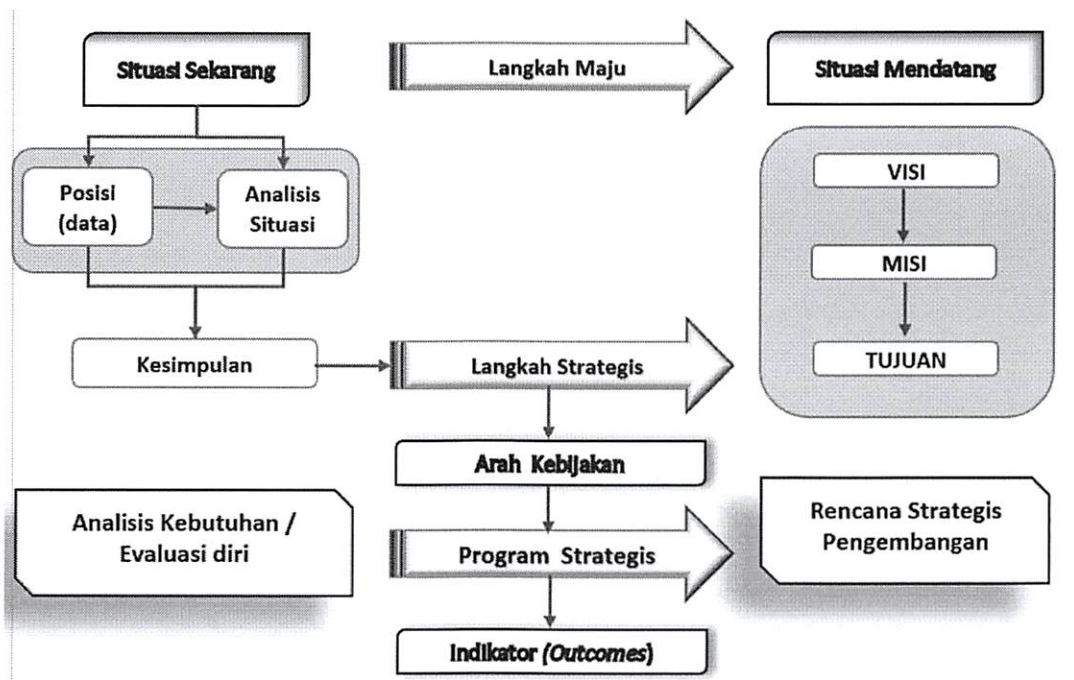 Situasi Sekarang
Langkah Maju
Situasi Mendatang
Posisi
(data)
Analisis
Situasi
VISI
MISI
TUJUAN
Kesimpulan
Langkah Strategis
Arah Kebijakan
Analisis Kebutuhan /
Evaluasi diri
Program Strategis
Rencana Strategis
Pengembangan
Indikator (Outcomes)